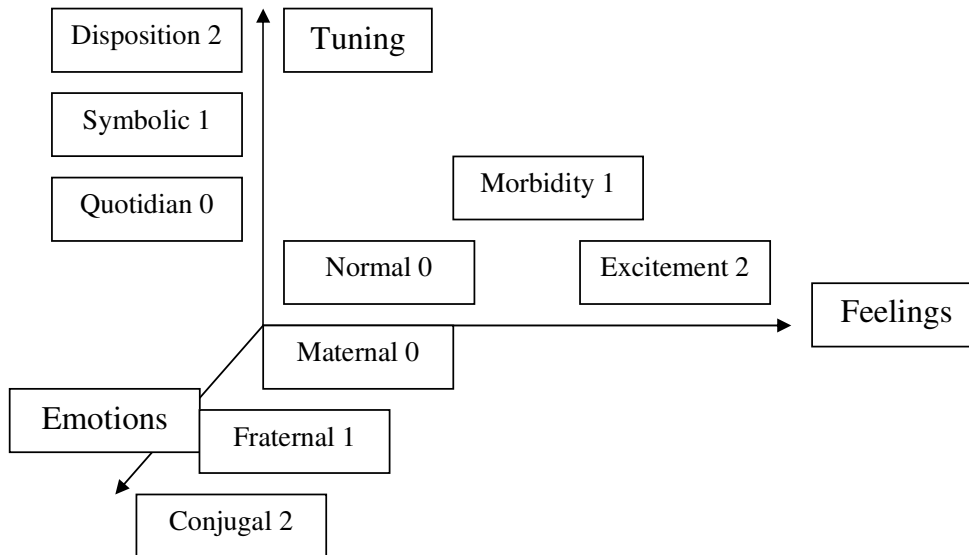 Disposition 2
Tuning
Symbolic 1
Morbidity 1
Quotidian 0
Normal 0
Excitement 2
Feelings
Maternal 0
Emotions
Fraternal 1
Conjugal 2